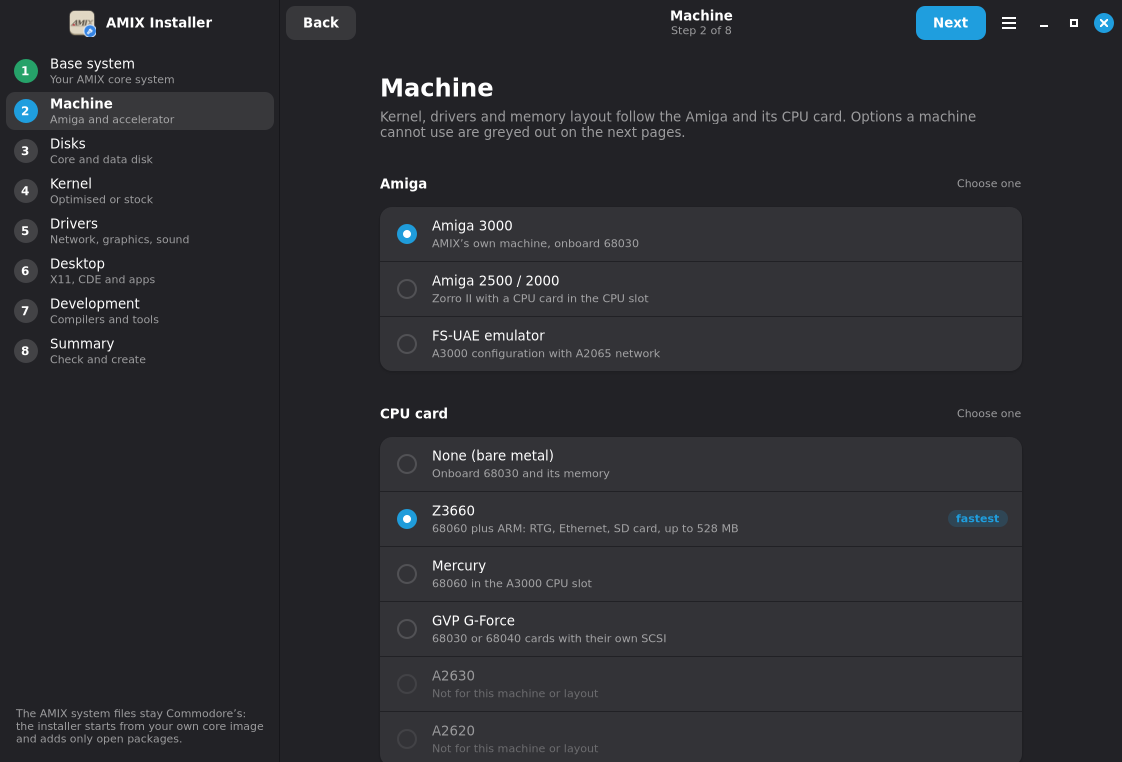 AMIX Installer
1
Base system
Your AMIX core system
2
Machine
Amiga and accelerator
3
Disks
Core and data disk
4
Kernel
Optimised or stock
5
Drivers
Network, graphics, sound
6
Desktop
X11, CDE and apps
7
Development
Compilers and tools
8
Summary
Check and create
The AMIX system files stay Commodore’s:
the installer starts from your own core image
and adds only open packages.
Back
Machine
Step 2 of 8
Next
Machine
Kernel, drivers and memory layout follow the Amiga and its CPU card. Options a machine
cannot use are greyed out on the next pages.
Amiga
Choose one
Amiga 3000
AMIX’s own machine, onboard 68030
Amiga 2500 / 2000
Zorro II with a CPU card in the CPU slot
FS-UAE emulator
A3000 configuration with A2065 network
CPU card
Choose one
None (bare metal)
Onboard 68030 and its memory
Z3660
68060 plus ARM: RTG, Ethernet, SD card, up to 528 MB
fastest
Mercury
68060 in the A3000 CPU slot
GVP G-Force
68030 or 68040 cards with their own SCSI
A2630
Not for this machine or layout
A2620
Not for this machine or layout